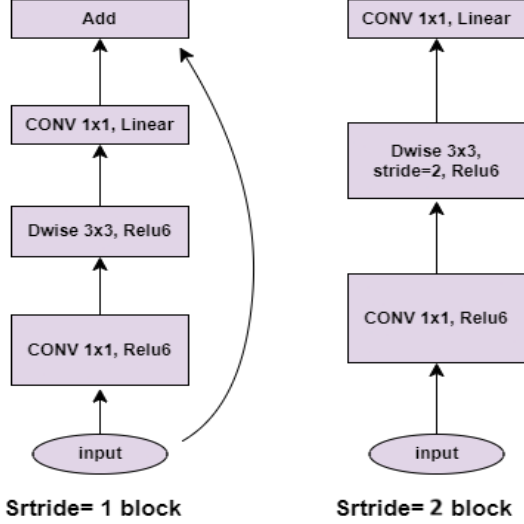 Add
CONV 1x1, Linear
Dwise 3x3, Relu6
CONV 1x1, Relu6
input
Srtride= 1 block
CONV 1x1, Linear
Dwise 3x3,
stride=2, Relu6
CONV 1x1, Relu6
input
Srtride= 2 block